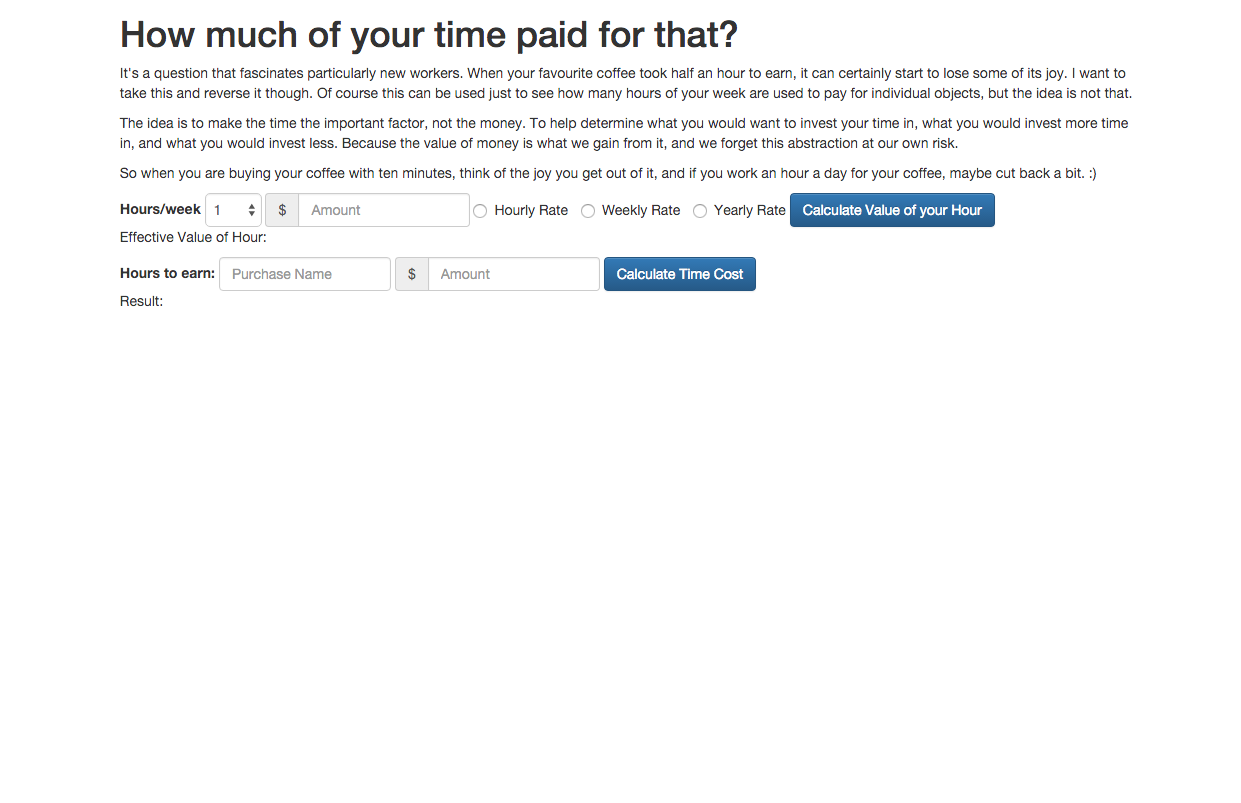 How much of your time paid for that?
It's a question that fascinates particularly new workers. When your favourite coffee took half an hour to earn, it can certainly start to lose some of its joy. I want to
take this and reverse it though. Of course this can be used just to see how many hours of your week are used to pay for individual objects, but the idea is not that.
The idea is to make the time the important factor, not the money. To help determine what you would want to invest your time in, what you would invest more time
in, and what you would invest less. Because the value of money is what we gain from it, and we forget this abstraction at our own risk.
So when you are buying your coffee with ten minutes, think of the joy you get out of it, and if you work an hour a day for your coffee, maybe cut back a bit. :)
Hours/week 1 $ Amount Hourly Rate Weekly Rate Yearly Rate Calculate Value of your Hour
Effective Value of Hour:
Hours to earn: Purchase Name $ Amount Calculate Time Cost
Result: